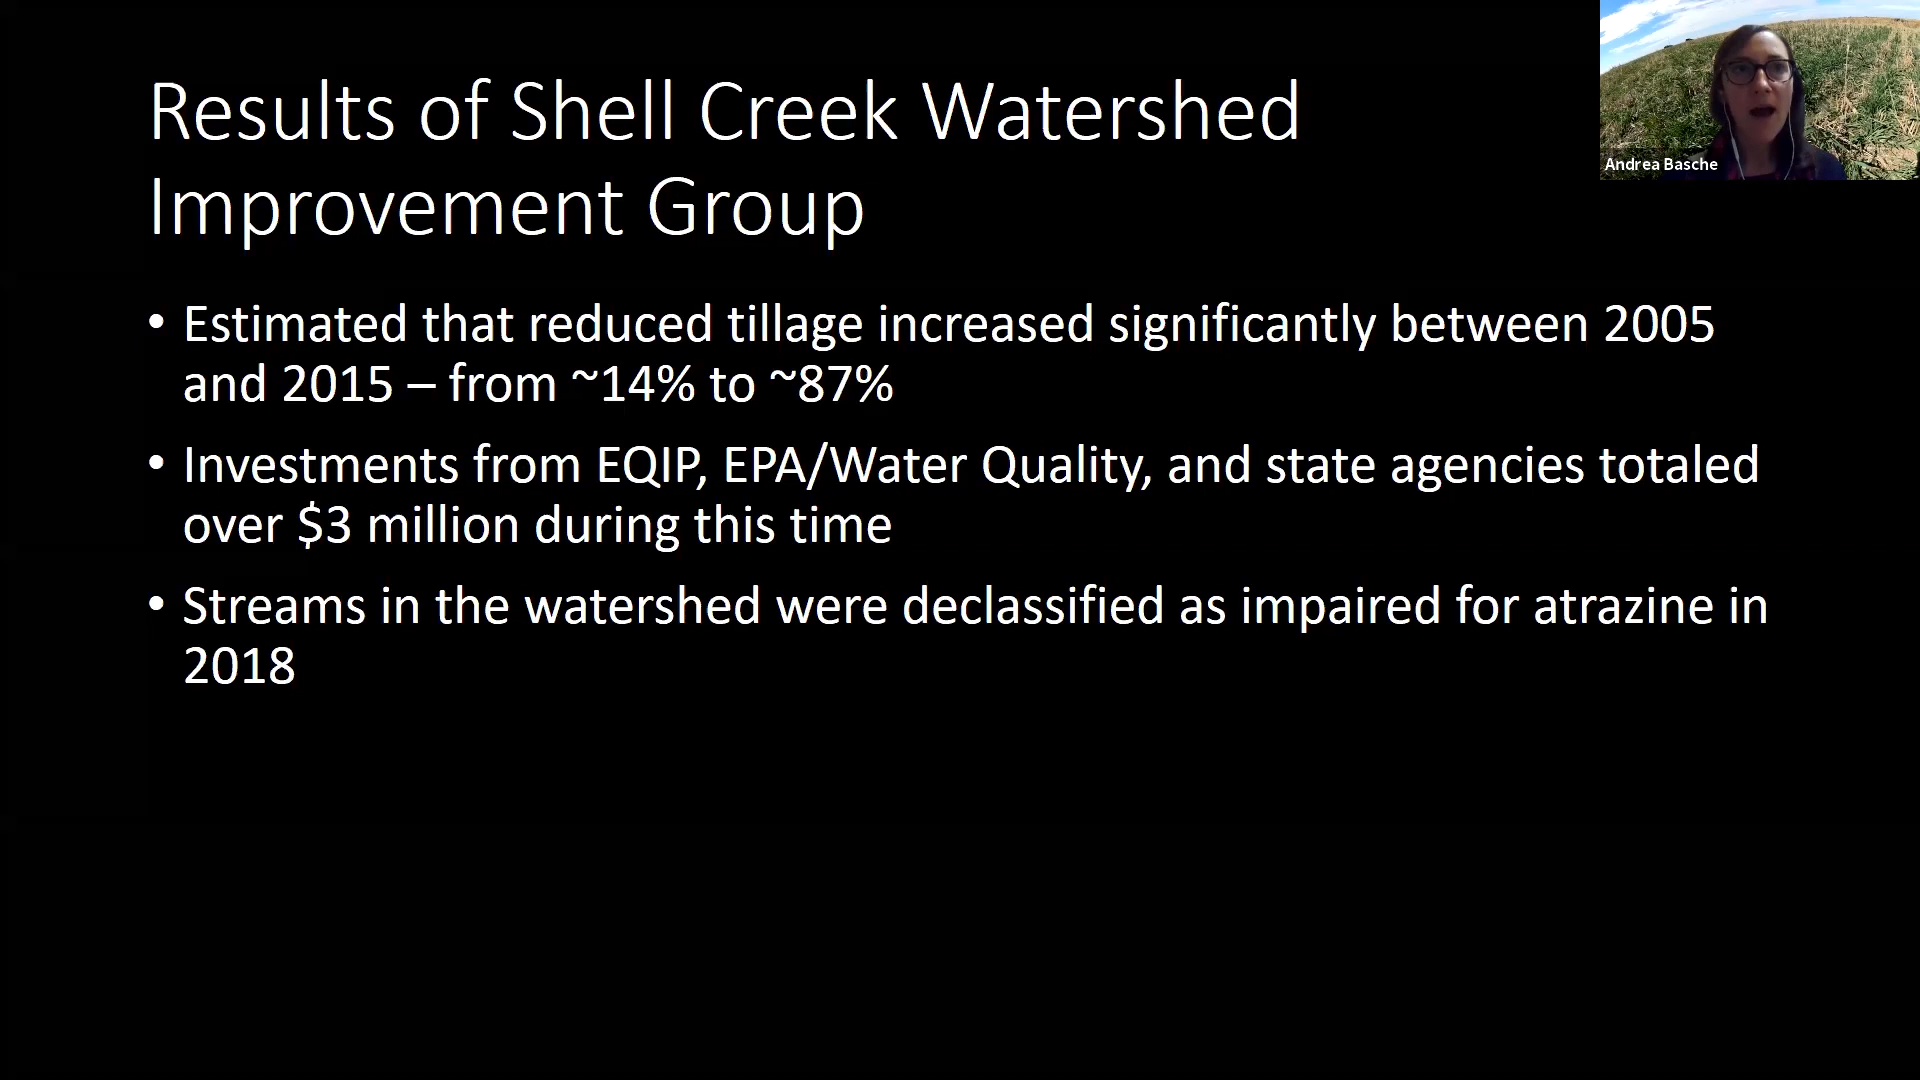 Results of Shell Creek Watershed
Improvement Group
• Estimated that reduced tillage increased significantly between 2005
and 2015 – from ~14% to ~87%
• Investments from EQIP, EPA/Water Quality, and state agencies totaled
over $3 million during this time
• Streams in the watershed were declassified as impaired for atrazine in
2018
Andrea Basche